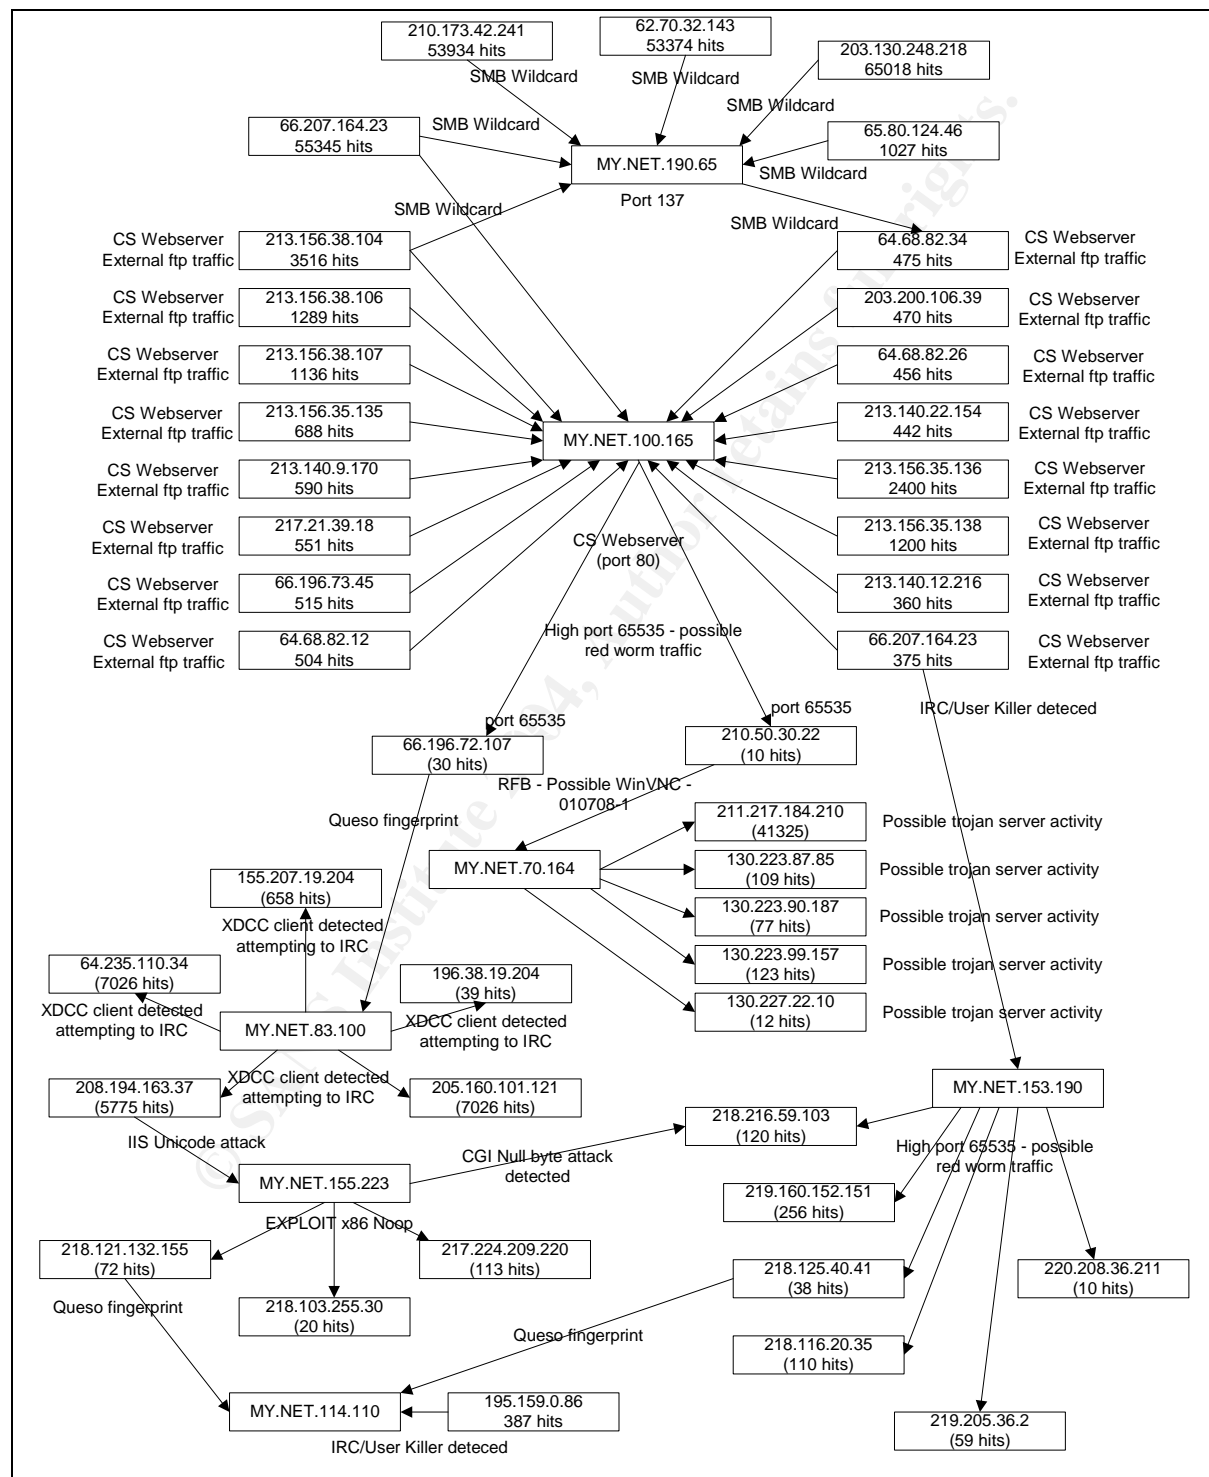 210.173.42.241
53934 hits
62.70.32.143
53374 hits
203.130.248.218
65018 hits
SMB Wildcard
SMB Wildcard
SMB Wildcard
66.207.164.23
55345 hits
SMB Wildcard
65.80.124.46
1027 hits
MY.NET.190.65
SMB Wildcard
Port 137
SMB Wildcard
SMB Wildcard
CS Webserver
External ftp traffic
213.156.38.104
3516 hits
64.68.82.34
475 hits
CS Webserver
External ftp traffic
CS Webserver
External ftp traffic
213.156.38.106
1289 hits
203.200.106.39
470 hits
CS Webserver
External ftp traffic
CS Webserver
External ftp traffic
213.156.38.107
1136 hits
64.68.82.26
456 hits
CS Webserver
External ftp traffic
CS Webserver
External ftp traffic
213.156.35.135
688 hits
MY.NET.100.165
213.140.22.154
442 hits
CS Webserver
External ftp traffic
CS Webserver
External ftp traffic
213.140.9.170
590 hits
213.156.35.136
2400 hits
CS Webserver
External ftp traffic
CS Webserver
External ftp traffic
217.21.39.18
551 hits
CS Webserver
(port 80)
213.156.35.138
1200 hits
CS Webserver
External ftp traffic
CS Webserver
External ftp traffic
66.196.73.45
515 hits
213.140.12.216
360 hits
CS Webserver
External ftp traffic
CS Webserver
External ftp traffic
64.68.82.12
504 hits
High port 65535 - possible
red worm traffic
66.207.164.23
375 hits
CS Webserver
External ftp traffic
IRC/User Killer deteced
port 65535
port 65535
66.196.72.107
(30 hits)
210.50.30.22
(10 hits)
RFB - Possible WinVNC -
010708-1
Queso fingerprint
211.217.184.210
(41325)
Possible trojan server activity
MY.NET.70.164
130.223.87.85
(109 hits)
Possible trojan server activity
155.207.19.204
(658 hits)
130.223.90.187
(77 hits)
Possible trojan server activity
XDCC client detected
attempting to IRC
64.235.110.34
(7026 hits)
196.38.19.204
(39 hits)
130.223.99.157
(123 hits)
Possible trojan server activity
XDCC client detected
attempting to IRC
MY.NET.83.100
XDCC client detected
attempting to IRC
130.227.22.10
(12 hits)
Possible trojan server activity
XDCC client detected
attempting to IRC
208.194.163.37
(5775 hits)
205.160.101.121
(7026 hits)
MY.NET.153.190
218.216.59.103
(120 hits)
IIS Unicode attack
CGI Null byte attack
detected
High port 65535 - possible
red worm traffic
MY.NET.155.223
219.160.152.151
(256 hits)
EXPLOIT x86 Noop
218.121.132.155
(72 hits)
217.224.209.220
(113 hits)
218.125.40.41
(38 hits)
220.208.36.211
(10 hits)
Queso fingerprint
218.103.255.30
(20 hits)
Queso fingerprint
218.116.20.35
(110 hits)
MY.NET.114.110
195.159.0.86
387 hits
219.205.36.2
(59 hits)
IRC/User Killer deteced
© SANS Institute 2004, Author retains full rights.